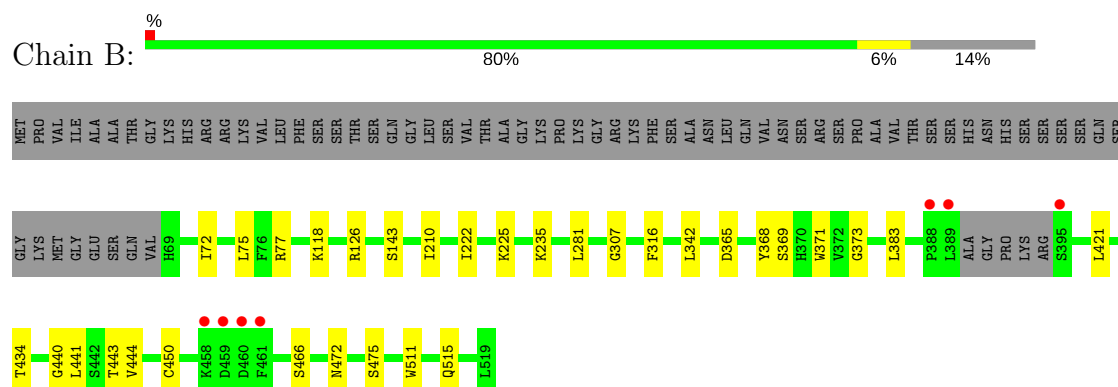 %
Chain B:
80% 6% 14%
MET PRO VAL ILE ALA ALA THR GLY LYS HIS ARG ARG LYS VAL LEU PHE SER SER THR SER GLN GLY LEU SER VAL THR ALA GLY LYS PRO LYS GLY ARG LYS PHE SER ALA ASN LEU GLN VAL ASN SER ARG SER PRO ALA VAL THR SER SER HIS ASN HIS SER SER SER SER GLN SER
GLY LYS MET GLY GLU SER GLN VAL H69 I72 L75 F76 R77 K118 R126 S143 I210 I222 K225 K235 L281 G307 F316 L342 D365 Y368 S369 H370 W371 V372 G373 L383 P388 L389 ALA GLY PRO LYS ARG S395 L421
T434 G440 L441 S442 T443 V444 C450 K458 D459 D460 F461 S466 N472 S475 W511 Q515 L519